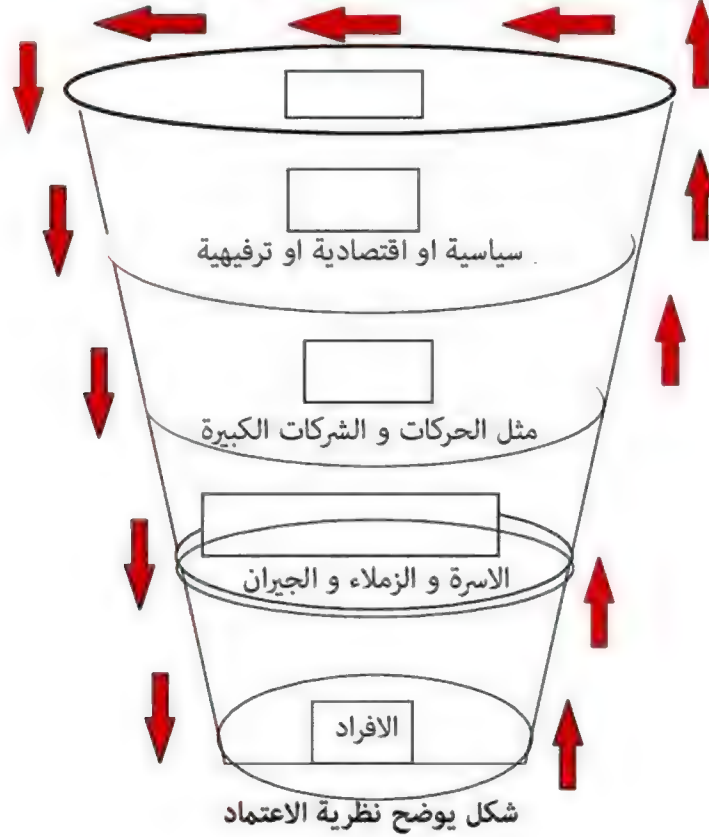 سياسية او اقتصادية او ترفيهية
مثل الحركات و الشركات الكبيرة
الاسرة و الزملاء و الجيران
الافراد
شكل يوضح نظرية الاعتماد